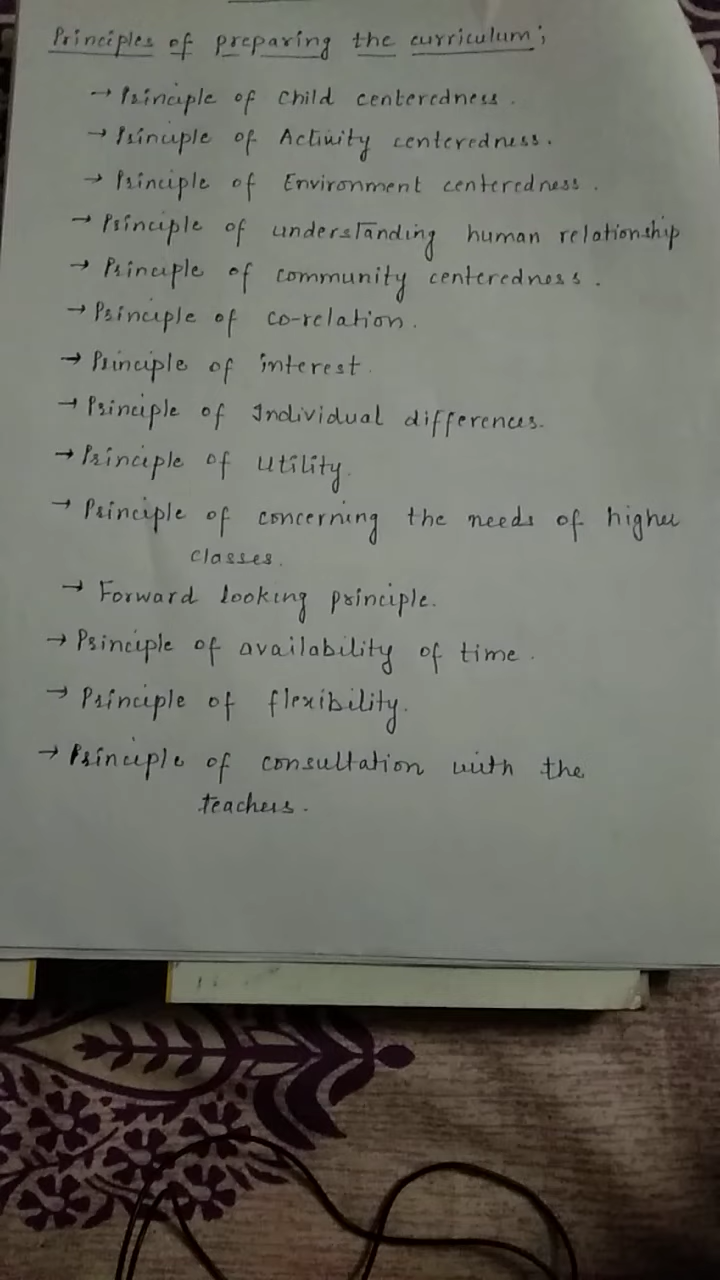 Principles of preparing the curriculum;
→ Principle of child centeredness.
→ Principle of Activity centeredness.
→ Principle of Environment centeredness.
→ Principle of understanding human relationship
→ Principle of community centeredness.
→ Principle of co-relation.
→ Principle of interest.
→ Principle of Individual differences.
→ Principle of Utility.
→ Principle of concerning the needs of higher
classes.
→ Forward looking principle.
→ Principle of availability of time.
→ Principle of flexibility.
→ Principle of consultation with the
teachers.